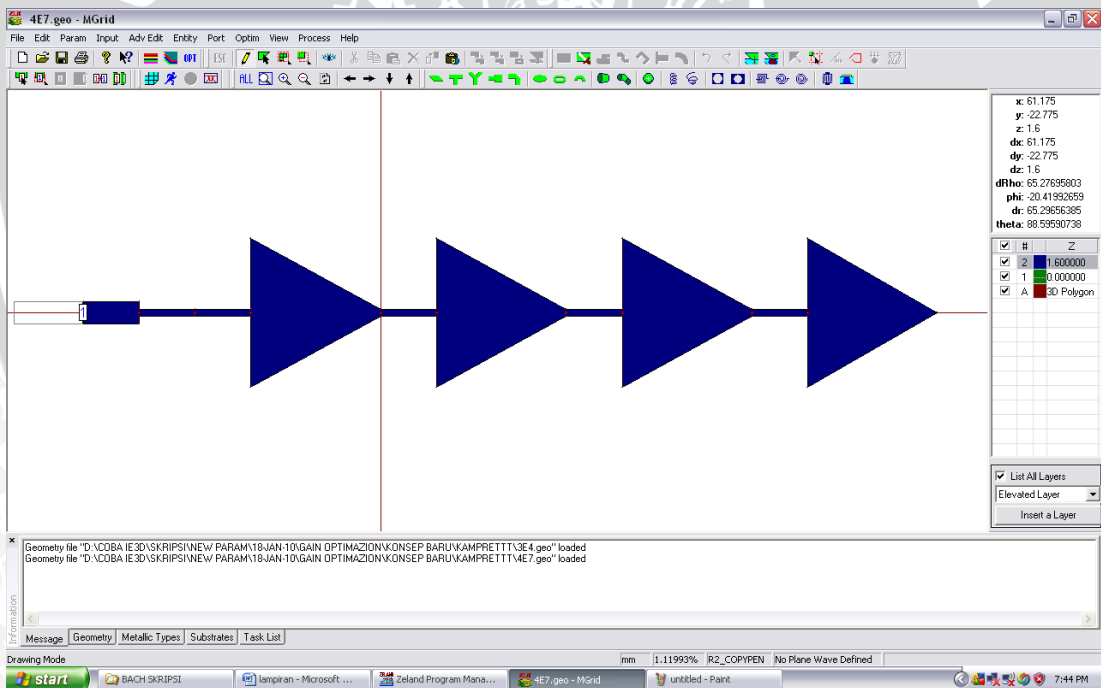 4E7.geo - MGrid
File Edit Param Input Adv Edit Entity Port Optim View Process Help
ESC
ALL
x: 61.175
y: -22.775
z: 1.6
dx: 61.175
dy: -22.775
dz: 1.6
dRho: 65.27695803
phi: -20.41992659
dr: 65.29656385
theta: 88.59590738
# Z
2 1.600000
1 0.000000
A 3D Polygon
1
List All Layers
Elevated Layer
Insert a Layer
Geometry file "D:\COBA IE3D\SKRIPSI\NEW PARAM\18-JAN-10\GAIN OPTIMAZION\KONSEP BARU\KAMPRETTT\3E4.geo" loaded
Geometry file "D:\COBA IE3D\SKRIPSI\NEW PARAM\18-JAN-10\GAIN OPTIMAZION\KONSEP BARU\KAMPRETTT\4E7.geo" loaded
Information
Message Geometry Metallic Types Substrates Task List
Drawing Mode mm 1.11993% R2_COPYPEN No Plane Wave Defined
start BACH SKRIPSI lampiran - Microsoft ... Zeland Program Mana... 4E7.geo - MGrid untitled - Paint 7:44 PM